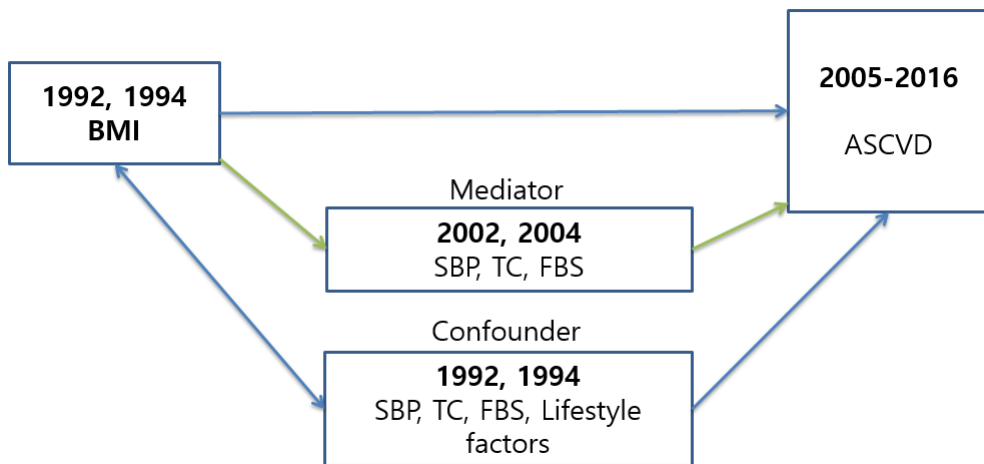 1992, 1994
BMI
2005-2016
ASCVD
Mediator
2002, 2004
SBP, TC, FBS
Confounder
1992, 1994
SBP, TC, FBS, Lifestyle
factors